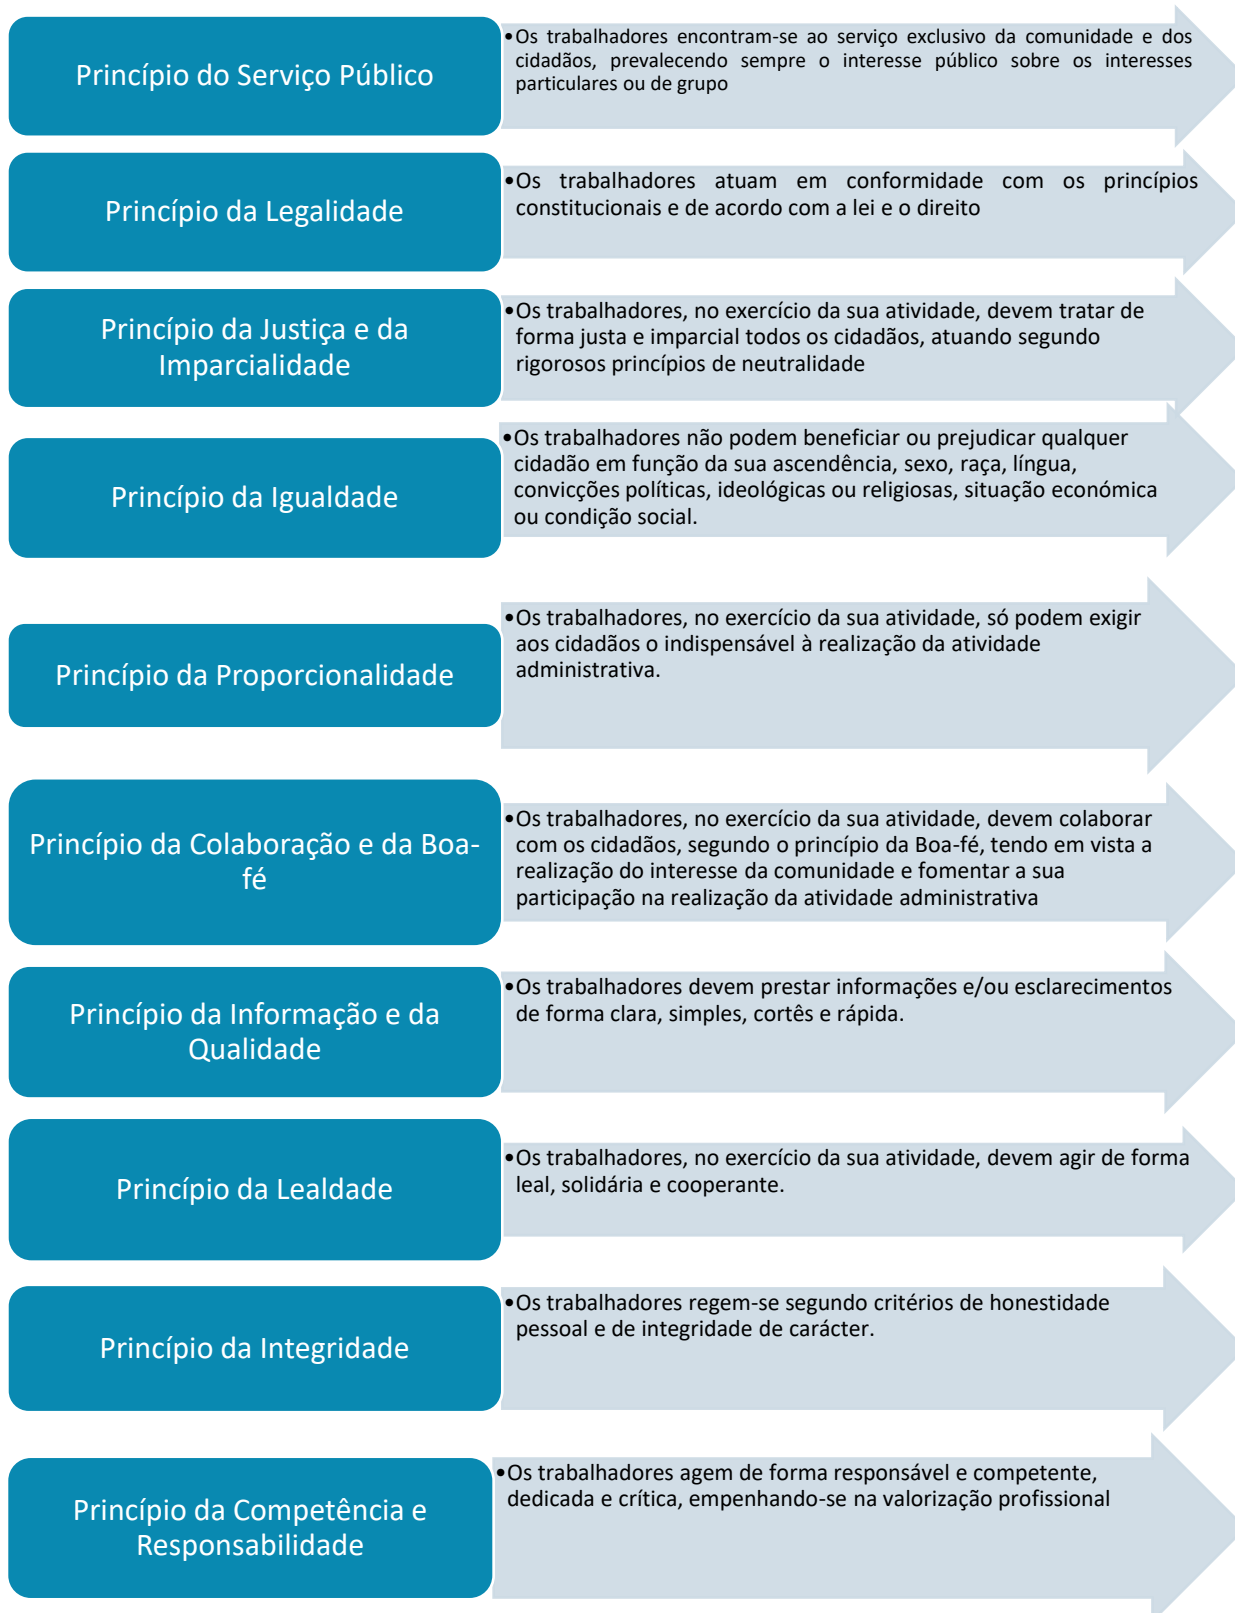 Princípio do Serviço Público
•Os trabalhadores encontram-se ao serviço exclusivo da comunidade e dos
cidadãos, prevalecendo sempre o interesse público sobre os interesses
particulares ou de grupo
Princípio da Legalidade
•Os trabalhadores atuam em conformidade com os princípios
constitucionais e de acordo com a lei e o direito
Princípio da Justiça e da
Imparcialidade
•Os trabalhadores, no exercício da sua atividade, devem tratar de
forma justa e imparcial todos os cidadãos, atuando segundo
rigorosos princípios de neutralidade
Princípio da Igualdade
•Os trabalhadores não podem beneficiar ou prejudicar qualquer
cidadão em função da sua ascendência, sexo, raça, língua,
convicções políticas, ideológicas ou religiosas, situação económica
ou condição social.
Princípio da Proporcionalidade
•Os trabalhadores, no exercício da sua atividade, só podem exigir
aos cidadãos o indispensável à realização da atividade
administrativa.
Princípio da Colaboração e da Boa-
fé
•Os trabalhadores, no exercício da sua atividade, devem colaborar
com os cidadãos, segundo o princípio da Boa-fé, tendo em vista a
realização do interesse da comunidade e fomentar a sua
participação na realização da atividade administrativa
Princípio da Informação e da
Qualidade
•Os trabalhadores devem prestar informações e/ou esclarecimentos
de forma clara, simples, cortês e rápida.
Princípio da Lealdade
•Os trabalhadores, no exercício da sua atividade, devem agir de forma
leal, solidária e cooperante.
Princípio da Integridade
•Os trabalhadores regem-se segundo critérios de honestidade
pessoal e de integridade de carácter.
Princípio da Competência e
Responsabilidade
•Os trabalhadores agem de forma responsável e competente,
dedicada e crítica, empenhando-se na valorização profissional